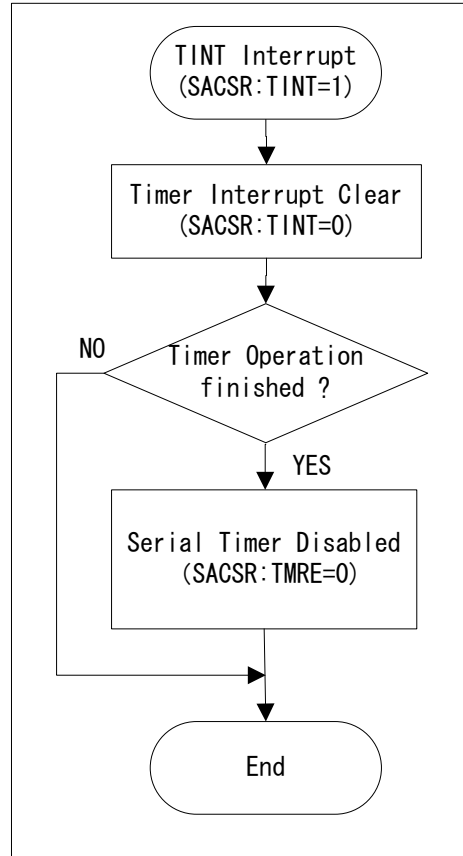 TINT Interrupt
(SACSR:TINT=1)
Timer Interrupt Clear
(SACSR:TINT=0)
NO
Timer Operation
finished ?
YES
Serial Timer Disabled
(SACSR:TMRE=0)
End